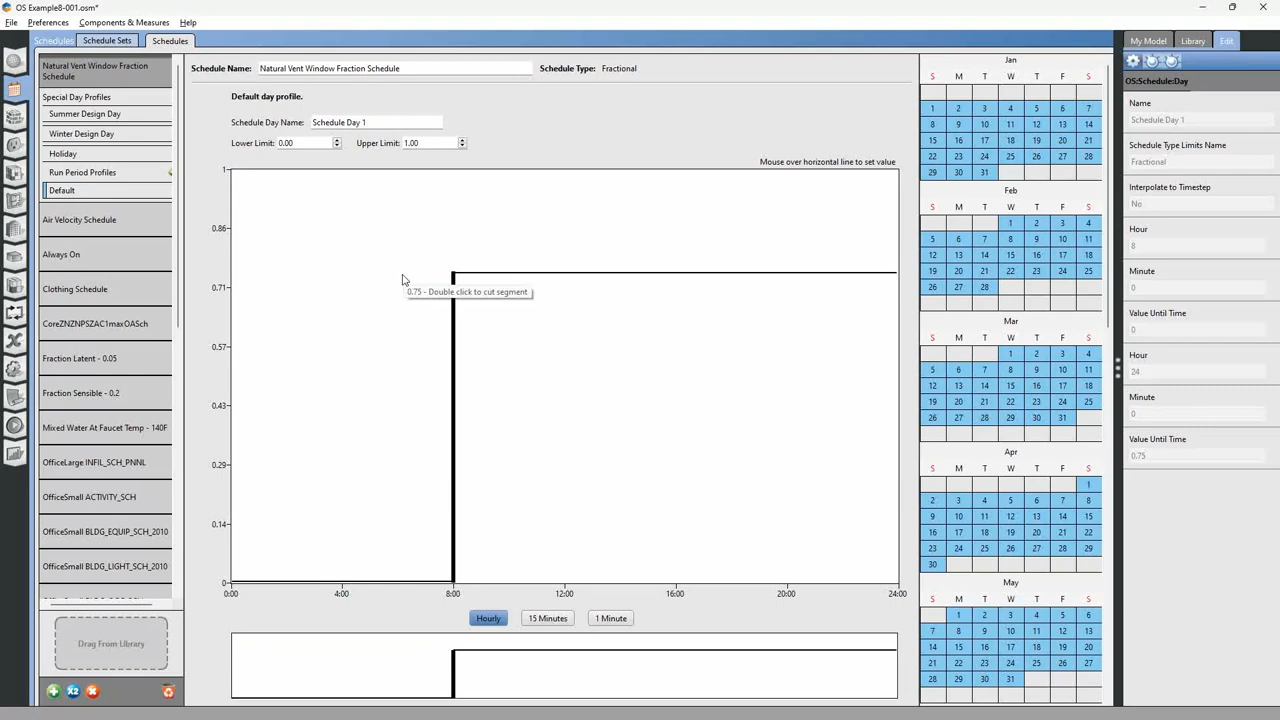 OS Example8-001.osm*
File Preferences Components & Measures Help
Schedules Schedule Sets Schedules
My Model Library Edit
Natural Vent Window Fraction
Schedule
Special Day Profiles
Summer Design Day
Winter Design Day
Holiday
Run Period Profiles
Default
Air Velocity Schedule
Always On
Clothing Schedule
CoreZNZNPSZAC1maxOASch
Fraction Latent - 0.05
Fraction Sensible - 0.2
Mixed Water At Faucet Temp - 140F
OfficeLarge INFIL_SCH_PNNL
OfficeSmall ACTIVITY_SCH
OfficeSmall BLDG_EQUIP_SCH_2010
OfficeSmall BLDG_LIGHT_SCH_2010
Drag From Library
X2
Schedule Name: Natural Vent Window Fraction Schedule Schedule Type: Fractional
Default day profile.
Schedule Day Name: Schedule Day 1
Lower Limit: 0.00 Upper Limit: 1.00
Mouse over horizontal line to set value
1
0.86
0.71
0.57
0.43
0.29
0.14
0
0.75 - Double click to cut segment
0:00 4:00 8:00 12:00 16:00 20:00 24:00
Hourly 15 Minutes 1 Minute
Jan
S M T W T F S
1 2 3 4 5 6 7
8 9 10 11 12 13 14
15 16 17 18 19 20 21
22 23 24 25 26 27 28
29 30 31
Feb
S M T W T F S
1 2 3 4
5 6 7 8 9 10 11
12 13 14 15 16 17 18
19 20 21 22 23 24 25
26 27 28
Mar
S M T W T F S
1 2 3 4
5 6 7 8 9 10 11
12 13 14 15 16 17 18
19 20 21 22 23 24 25
26 27 28 29 30 31
Apr
S M T W T F S
1
2 3 4 5 6 7 8
9 10 11 12 13 14 15
16 17 18 19 20 21 22
23 24 25 26 27 28 29
30
May
S M T W T F S
1 2 3 4 5 6
7 8 9 10 11 12 13
14 15 16 17 18 19 20
21 22 23 24 25 26 27
28 29 30 31
OS:Schedule:Day
Name
Schedule Day 1
Schedule Type Limits Name
Fractional
Interpolate to Timestep
No
Hour
8
Minute
0
Value Until Time
0
Hour
24
Minute
0
Value Until Time
0.75